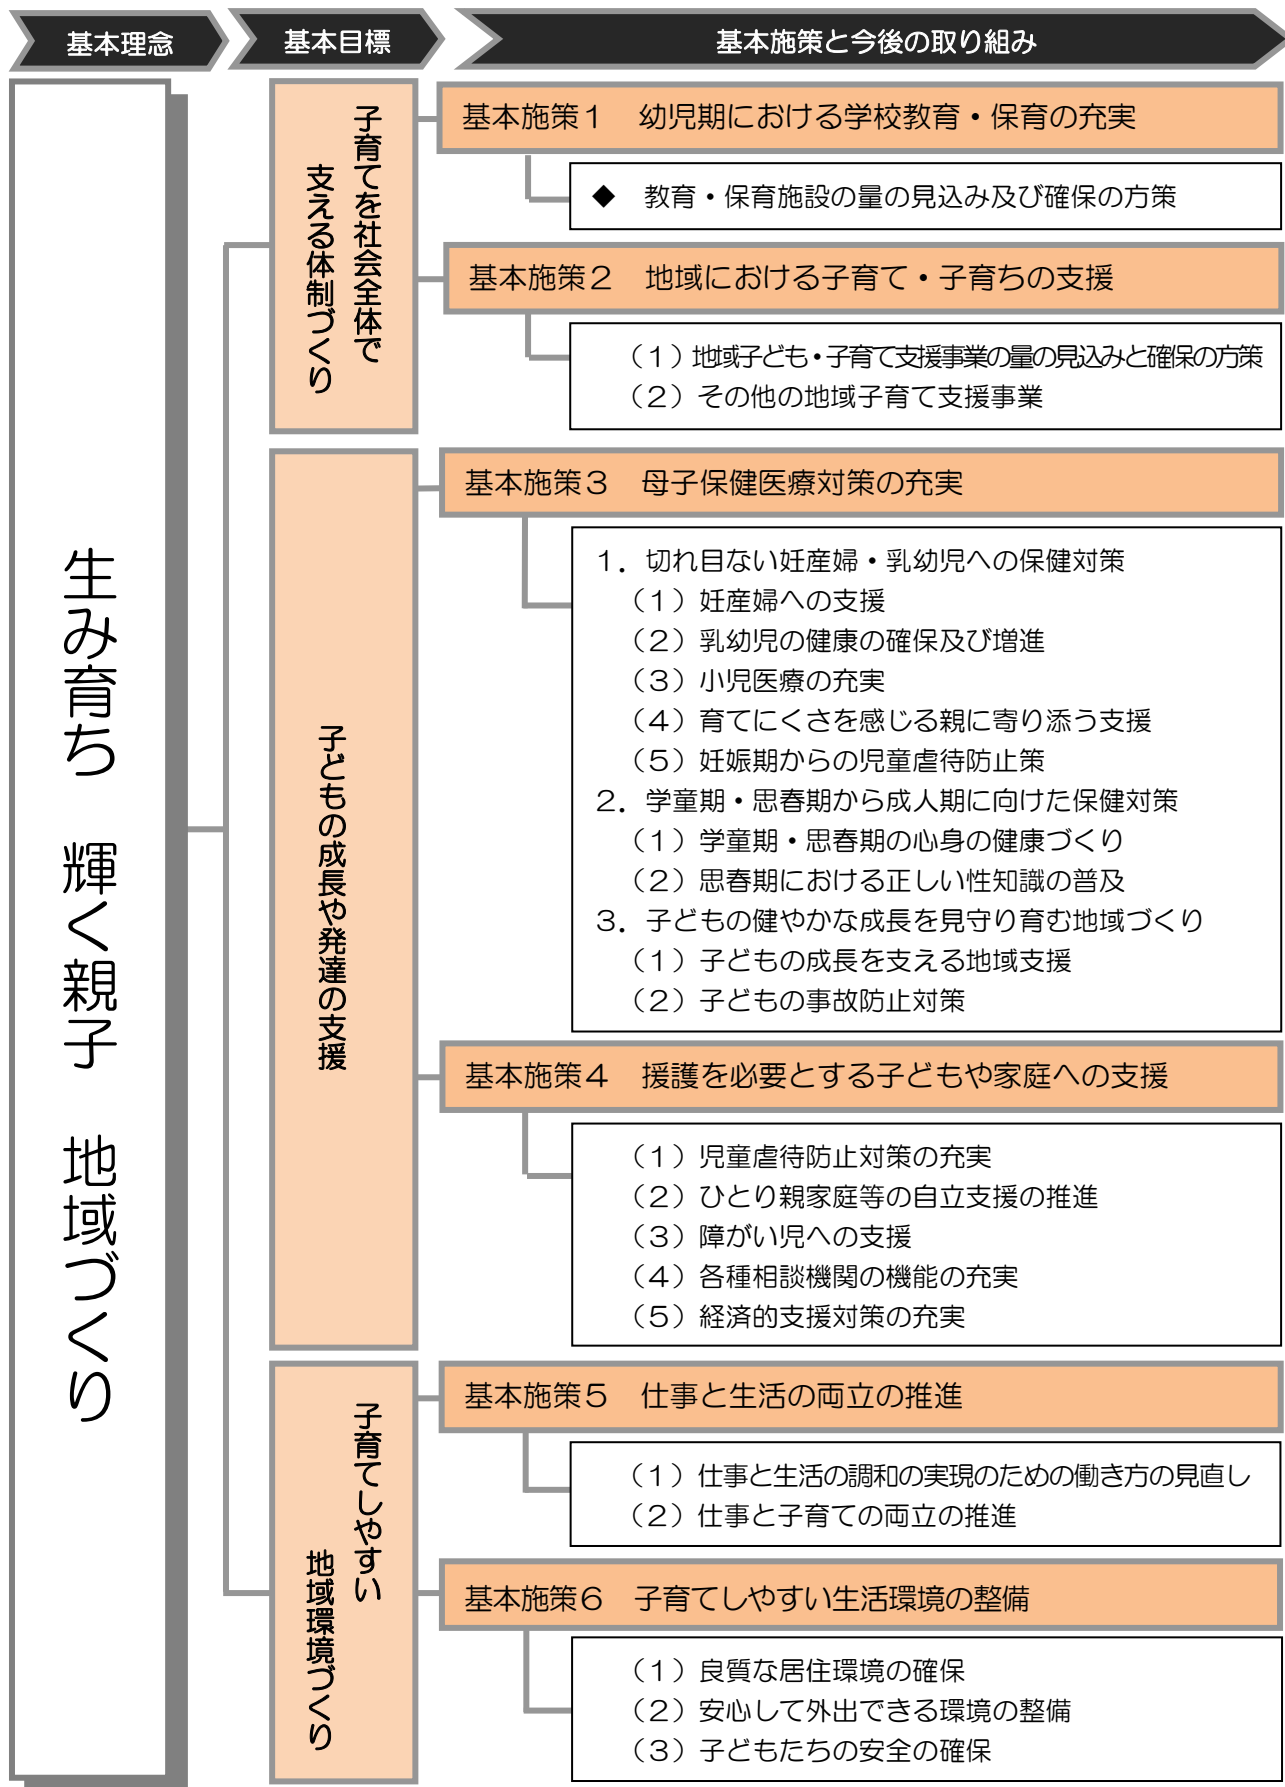 基本理念
基本目標
基本施策と今後の取り組み
生み育ち　輝く親子　地域づくり
子育てを社会全体で
支える体制づくり
基本施策１　幼児期における学校教育・保育の充実
◆　教育・保育施設の量の見込み及び確保の方策
基本施策２　地域における子育て・子育ちの支援
（１）地域子ども・子育て支援事業の量の見込みと確保の方策
（２）その他の地域子育て支援事業
子どもの成長や発達の支援
基本施策３　母子保健医療対策の充実
１．切れ目ない妊産婦・乳幼児への保健対策
（１）妊産婦への支援
（２）乳幼児の健康の確保及び増進
（３）小児医療の充実
（４）育てにくさを感じる親に寄り添う支援
（５）妊娠期からの児童虐待防止策
２．学童期・思春期から成人期に向けた保健対策
（１）学童期・思春期の心身の健康づくり
（２）思春期における正しい性知識の普及
３．子どもの健やかな成長を見守り育む地域づくり
（１）子どもの成長を支える地域支援
（２）子どもの事故防止対策
基本施策４　援護を必要とする子どもや家庭への支援
（１）児童虐待防止対策の充実
（２）ひとり親家庭等の自立支援の推進
（３）障がい児への支援
（４）各種相談機関の機能の充実
（５）経済的支援対策の充実
子育てしやすい
地域環境づくり
基本施策５　仕事と生活の両立の推進
（１）仕事と生活の調和の実現のための働き方の見直し
（２）仕事と子育ての両立の推進
基本施策６　子育てしやすい生活環境の整備
（１）良質な居住環境の確保
（２）安心して外出できる環境の整備
（３）子どもたちの安全の確保